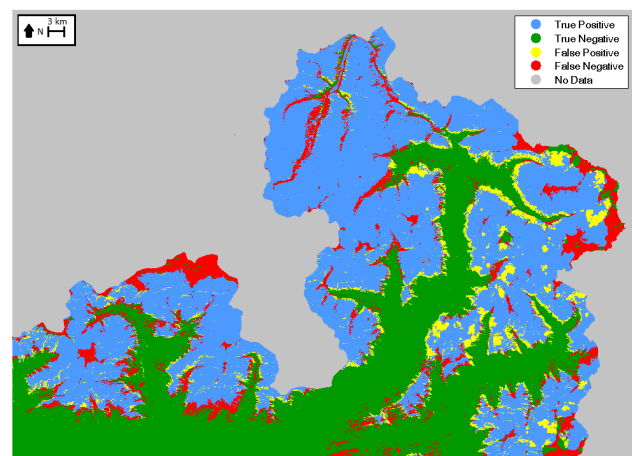 3 km
N
True Positive
True Negative
False Positive
False Negative
No Data